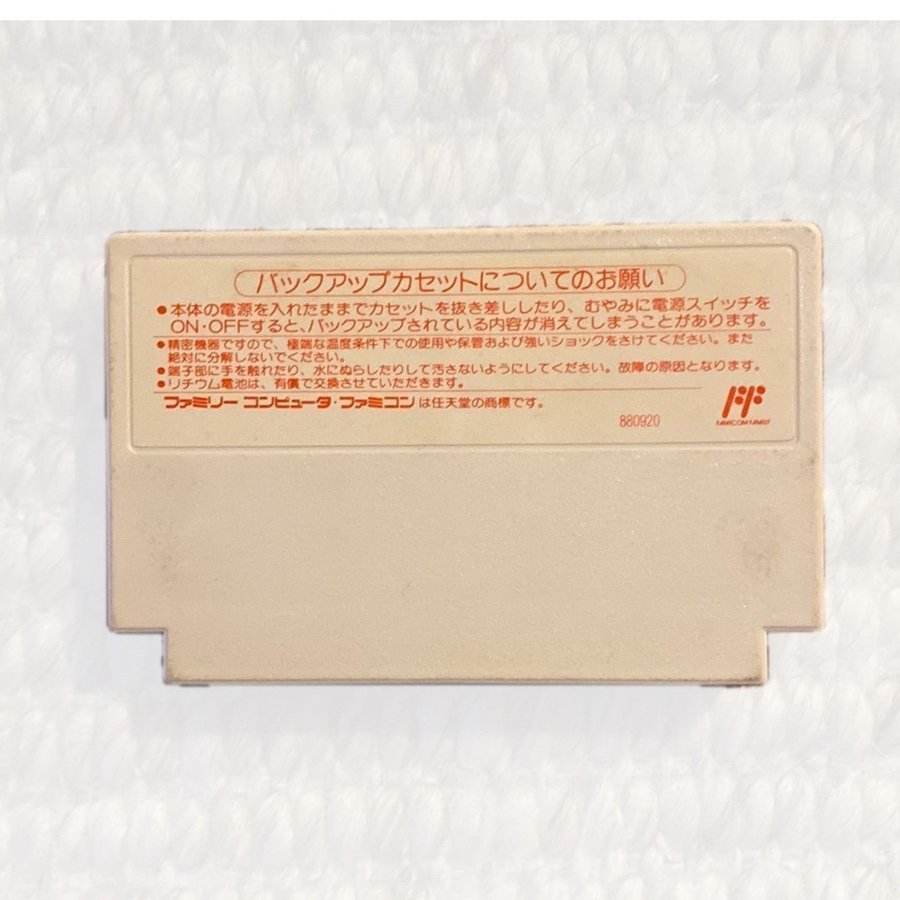 バックアップカセットについてのお願い
●本体の電源を入れたままでカセットを抜き差ししたり、むやみに電源スイッチを
ON・OFFすると、バックアップされている内容が消えてしまうことがあります。
●精密機器ですので、極端な温度条件下での使用や保管および強いショックをさけてください。また
絶対に分解しないでください。
●端子部に手を触れたり、水にぬらしたりして汚さないようにしてください。故障の原因となります。
●リチウム電池は、有償で交換させていただきます。
ファミリーコンピュータ・ファミコンは任天堂の商標です。
880920
FAMICOM FAMILY